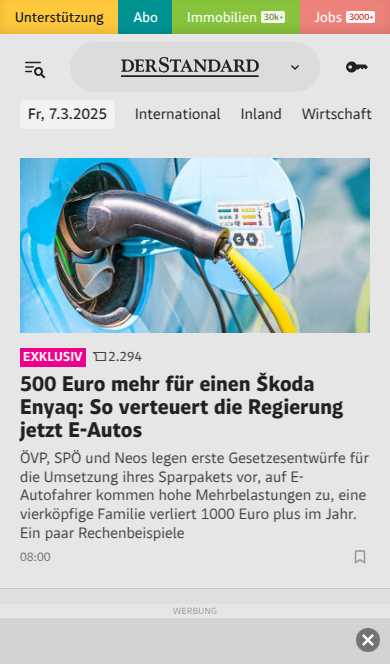 Unterstützung Abo Immobilien 30k+ Jobs 3000+
DERSTANDARD
Fr, 7.3.2025 International Inland Wirtschaft
EXKLUSIV 2.294
500 Euro mehr für einen Škoda
Enyaq: So verteuert die Regierung
jetzt E-Autos
ÖVP, SPÖ und Neos legen erste Gesetzesentwürfe für
die Umsetzung ihres Sparpakets vor, auf E-
Autofahrer kommen hohe Mehrbelastungen zu, eine
vierköpfige Familie verliert 1000 Euro plus im Jahr.
Ein paar Rechenbeispiele
08:00
WERBUNG